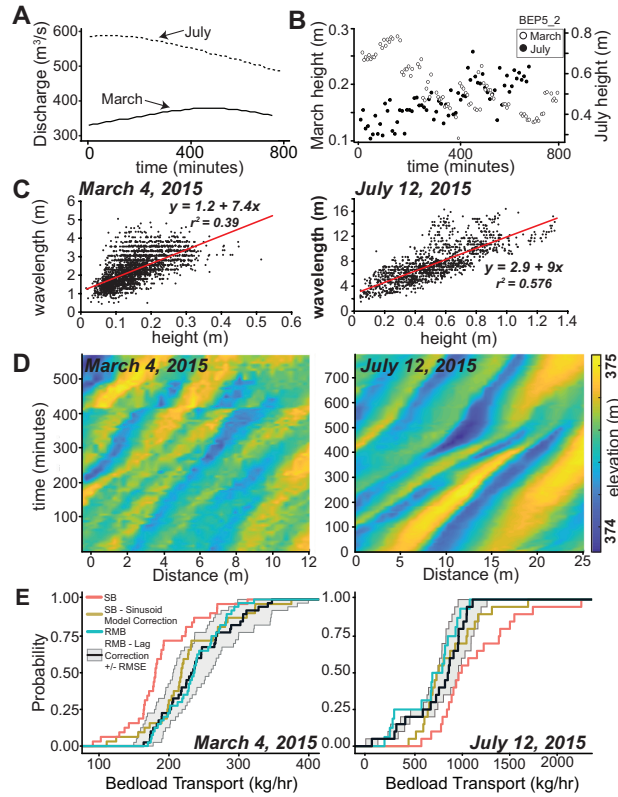 A
600
500
400
300
Discharge (m³/s)
July
March
0
400
800
time (minutes)
B
BEP5_2
March
July
0.3
0.2
0.1
March height (m)
0.8
0.6
0.4
July height (m)
0
400
800
time (minutes)
C
March 4, 2015
y = 1.2 + 7.4x
r² = 0.39
6
5
4
3
2
1
0
wavelength (m)
0
0.1
0.2
0.3
0.4
0.5
0.6
height (m)
July 12, 2015
y = 2.9 + 9x
r² = 0.576
16
12
8
4
0
wavelength (m)
0
0.2
0.4
0.6
0.8
1.0
1.2
1.4
height (m)
D
March 4, 2015
500
400
300
200
100
0
time (minutes)
0
2
4
6
8
10
12
Distance (m)
July 12, 2015
700
600
500
400
300
200
100
0
0
5
10
15
20
25
Distance (m)
375
374
elevation (m)
E
SB
SB - Sinusoid
Model Correction
RMB
RMB - Lag
Correction
+/- RMSE
1.00
0.75
0.50
0.25
0.00
Probability
March 4, 2015
100
200
300
400
Bedload Transport (kg/hr)
1.00
0.75
0.50
0.25
0.00
July 12, 2015
0
500
1000
1500
2000
Bedload Transport (kg/hr)